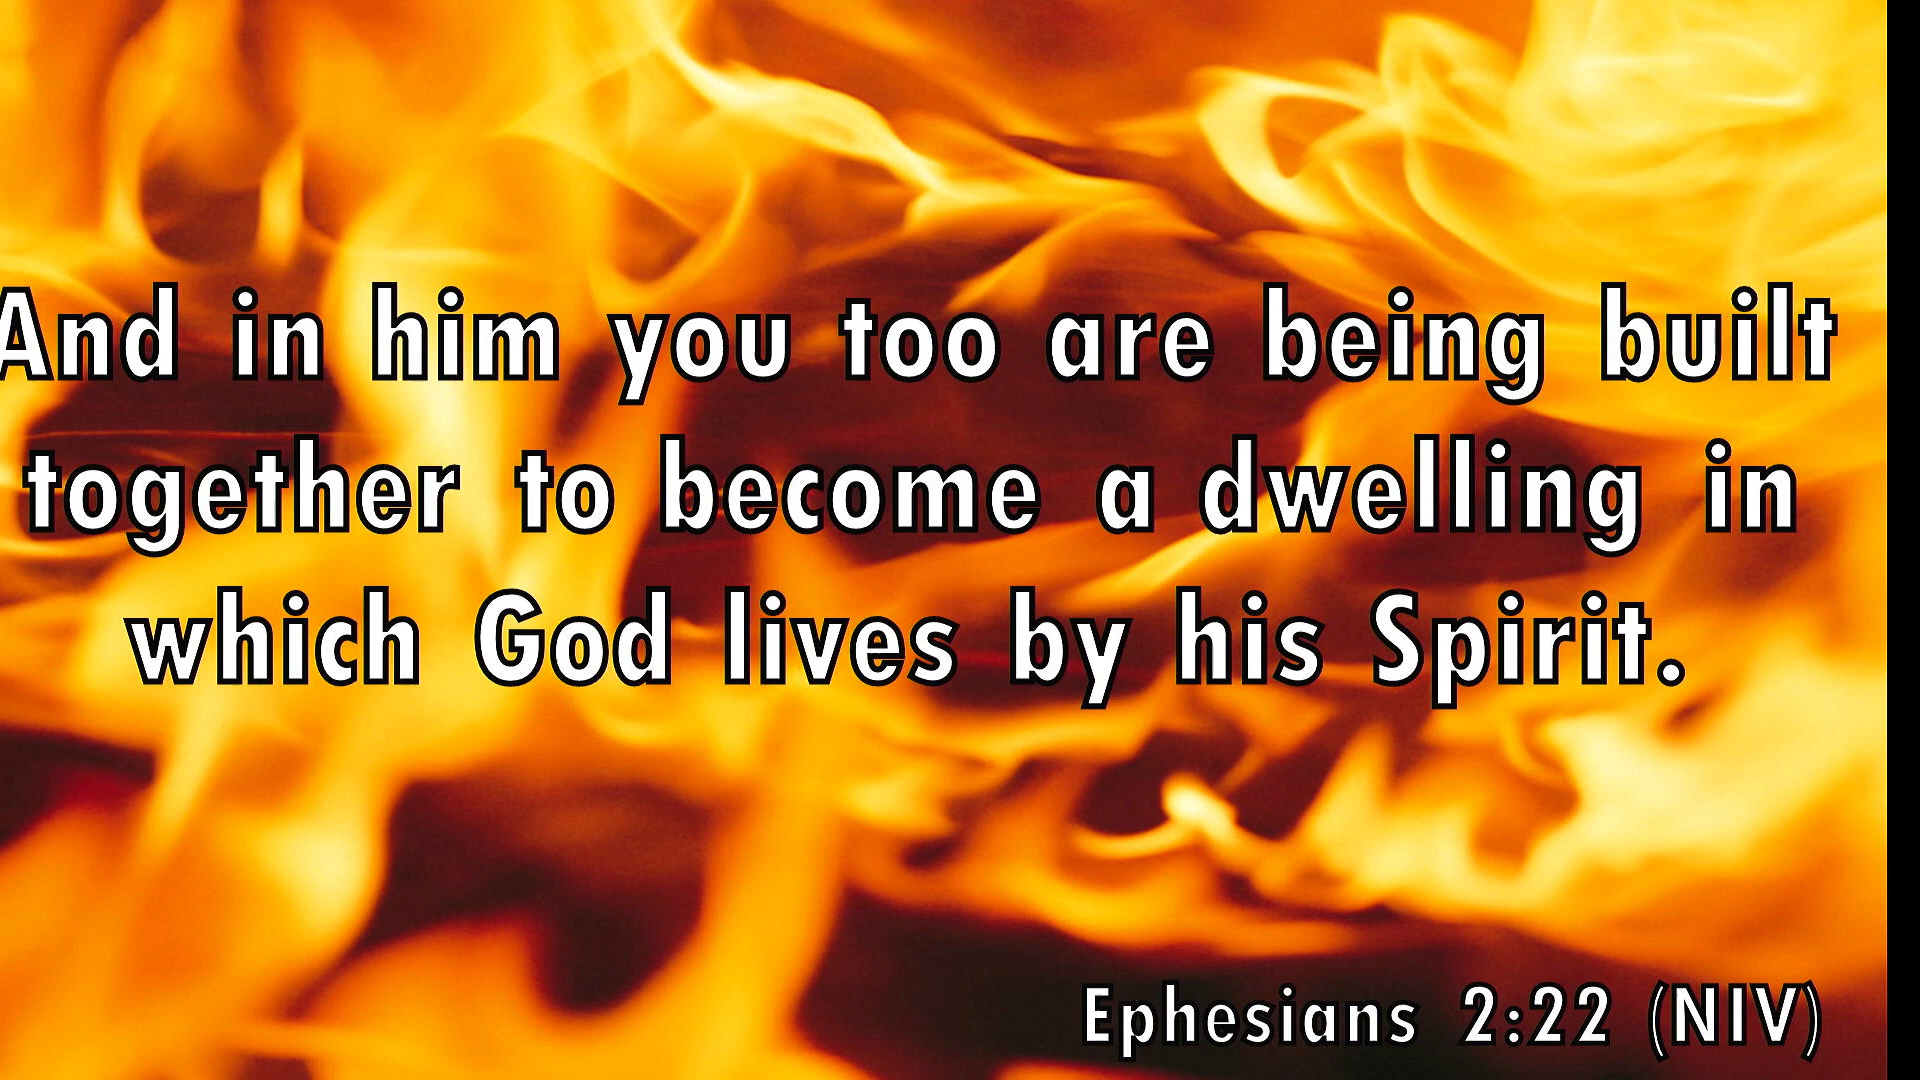 And in him you too are being built
together to become a dwelling in
which God lives by his Spirit.
Ephesians 2:22 (NIV)